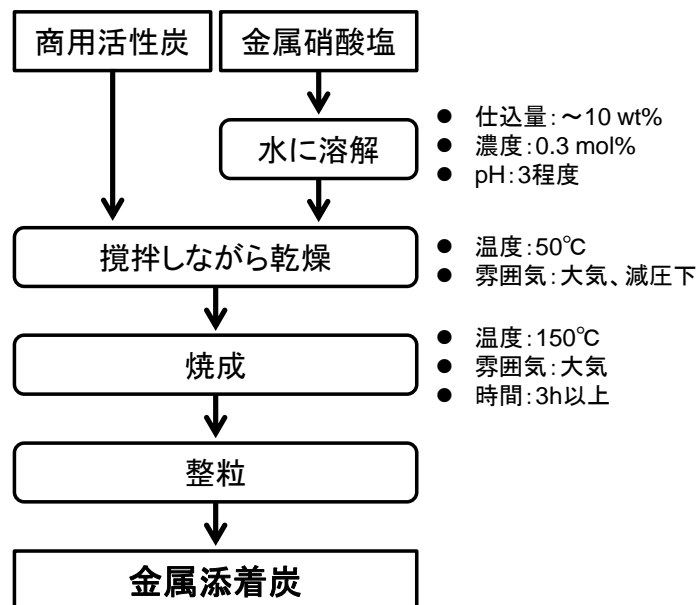 商用活性炭
金属硝酸塩
水に溶解
● 仕込量:~10 wt%
● 濃度:0.3 mol%
● pH:3程度
撹拌しながら乾燥
● 温度:50℃
● 雰囲気:大気、減圧下
焼成
● 温度:150℃
● 雰囲気:大気
● 時間:3h以上
整粒
金属添着炭